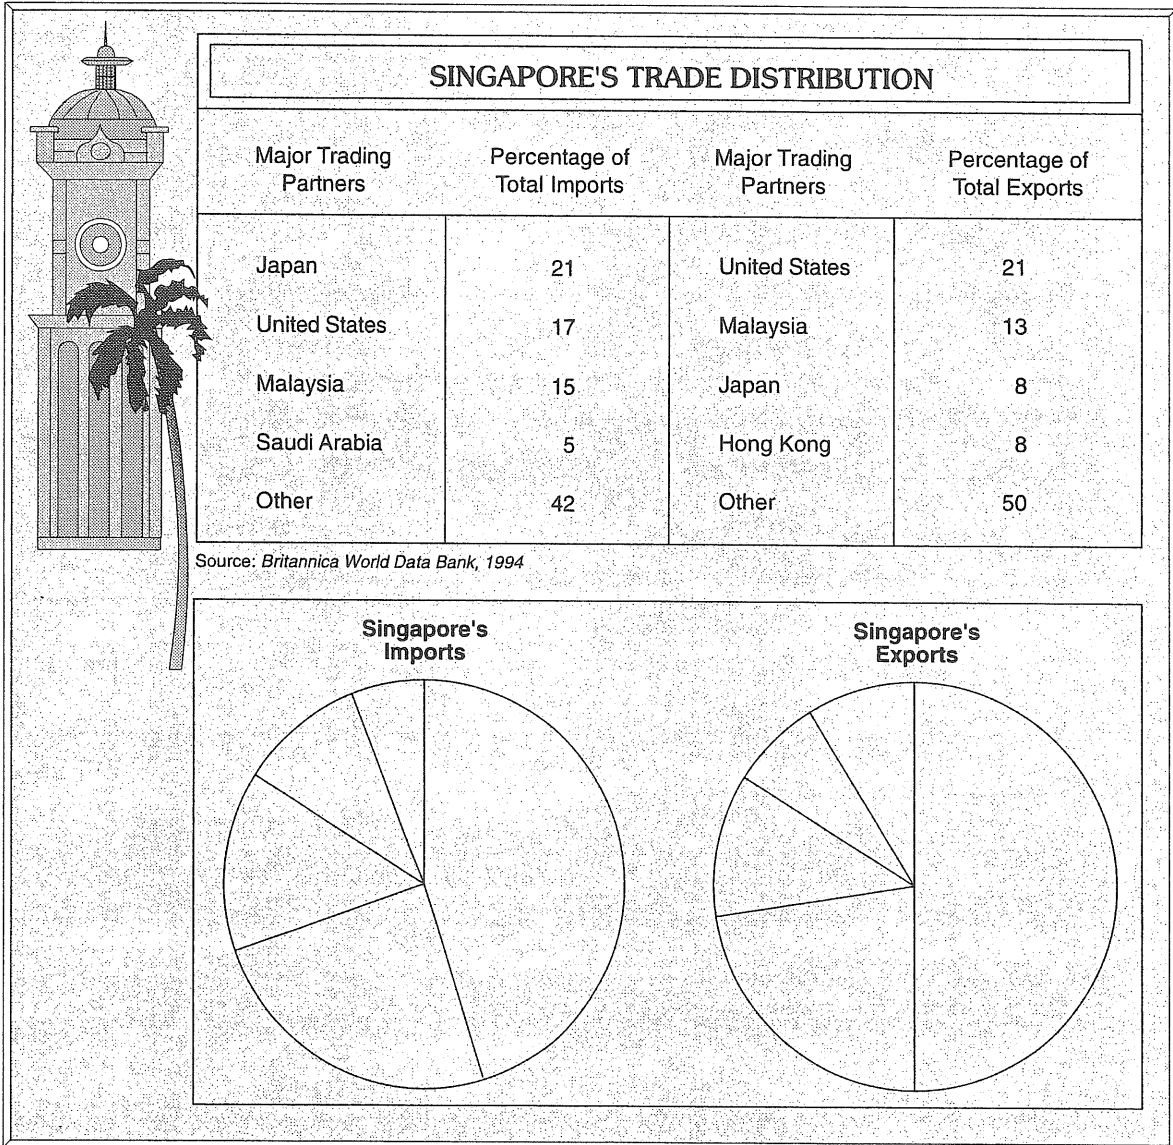 SINGAPORE'S TRADE DISTRIBUTION
Major Trading Partners
Percentage of Total Imports
Major Trading Partners
Percentage of Total Exports
Japan 21 United States 21
United States 17 Malaysia 13
Malaysia 15 Japan 8
Saudi Arabia 5 Hong Kong 8
Other 42 Other 50
Source: Britannica World Data Bank, 1994
Singapore's
Imports
Singapore's
Exports